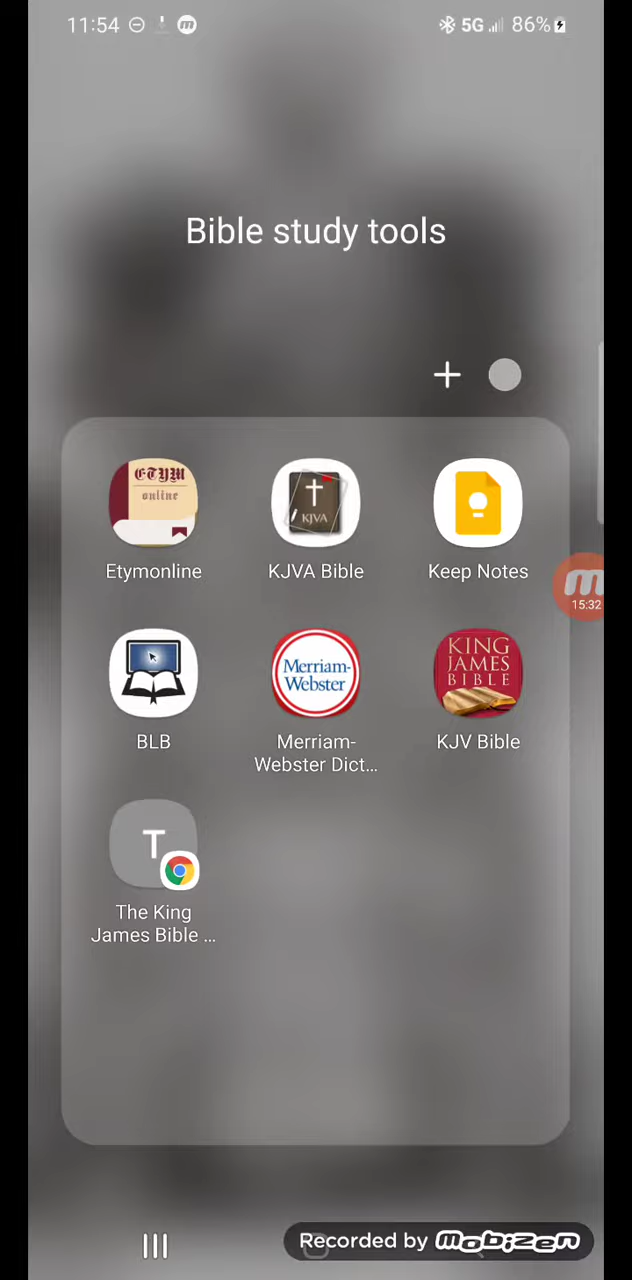 11:54
5G 86%
Bible study tools
ETYM
online
KJVA
Etymonline
KJVA Bible
Keep Notes
15:32
Merriam-
Webster
KING
JAMES
BIBLE
BLB
Merriam-
Webster Dict...
KJV Bible
T
The King
James Bible ...
Recorded by mobizen